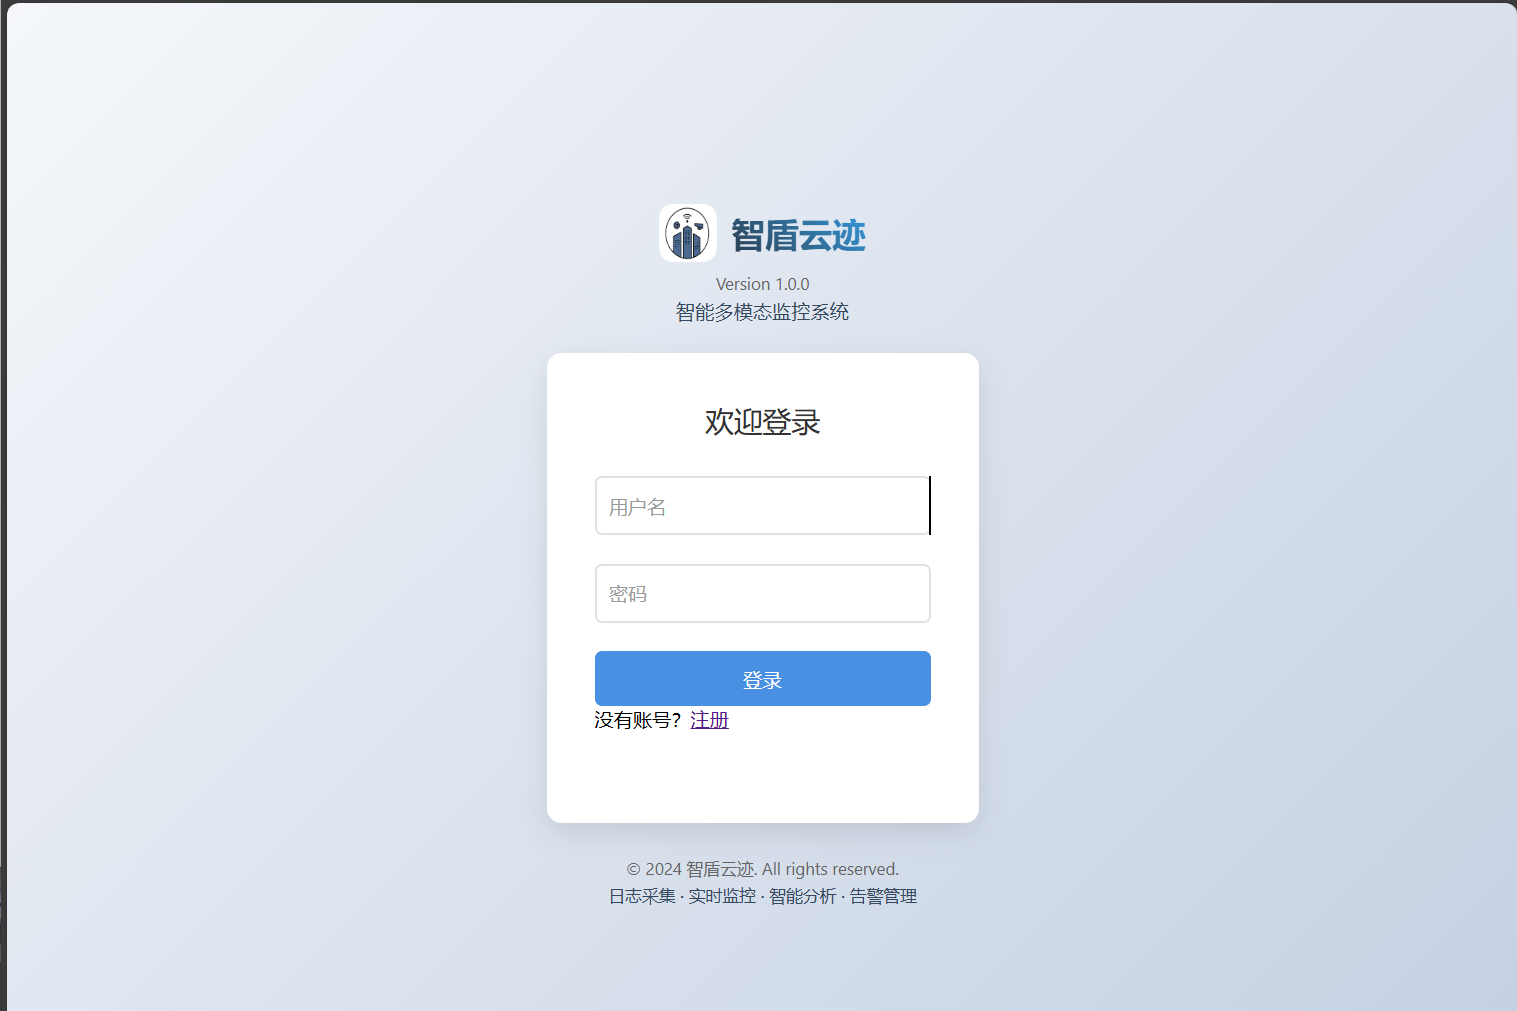 智盾云迹
Version 1.0.0
智能多模态监控系统
欢迎登录
用户名
密码
登录
没有账号？注册
© 2024 智盾云迹. All rights reserved.
日志采集 · 实时监控 · 智能分析 · 告警管理